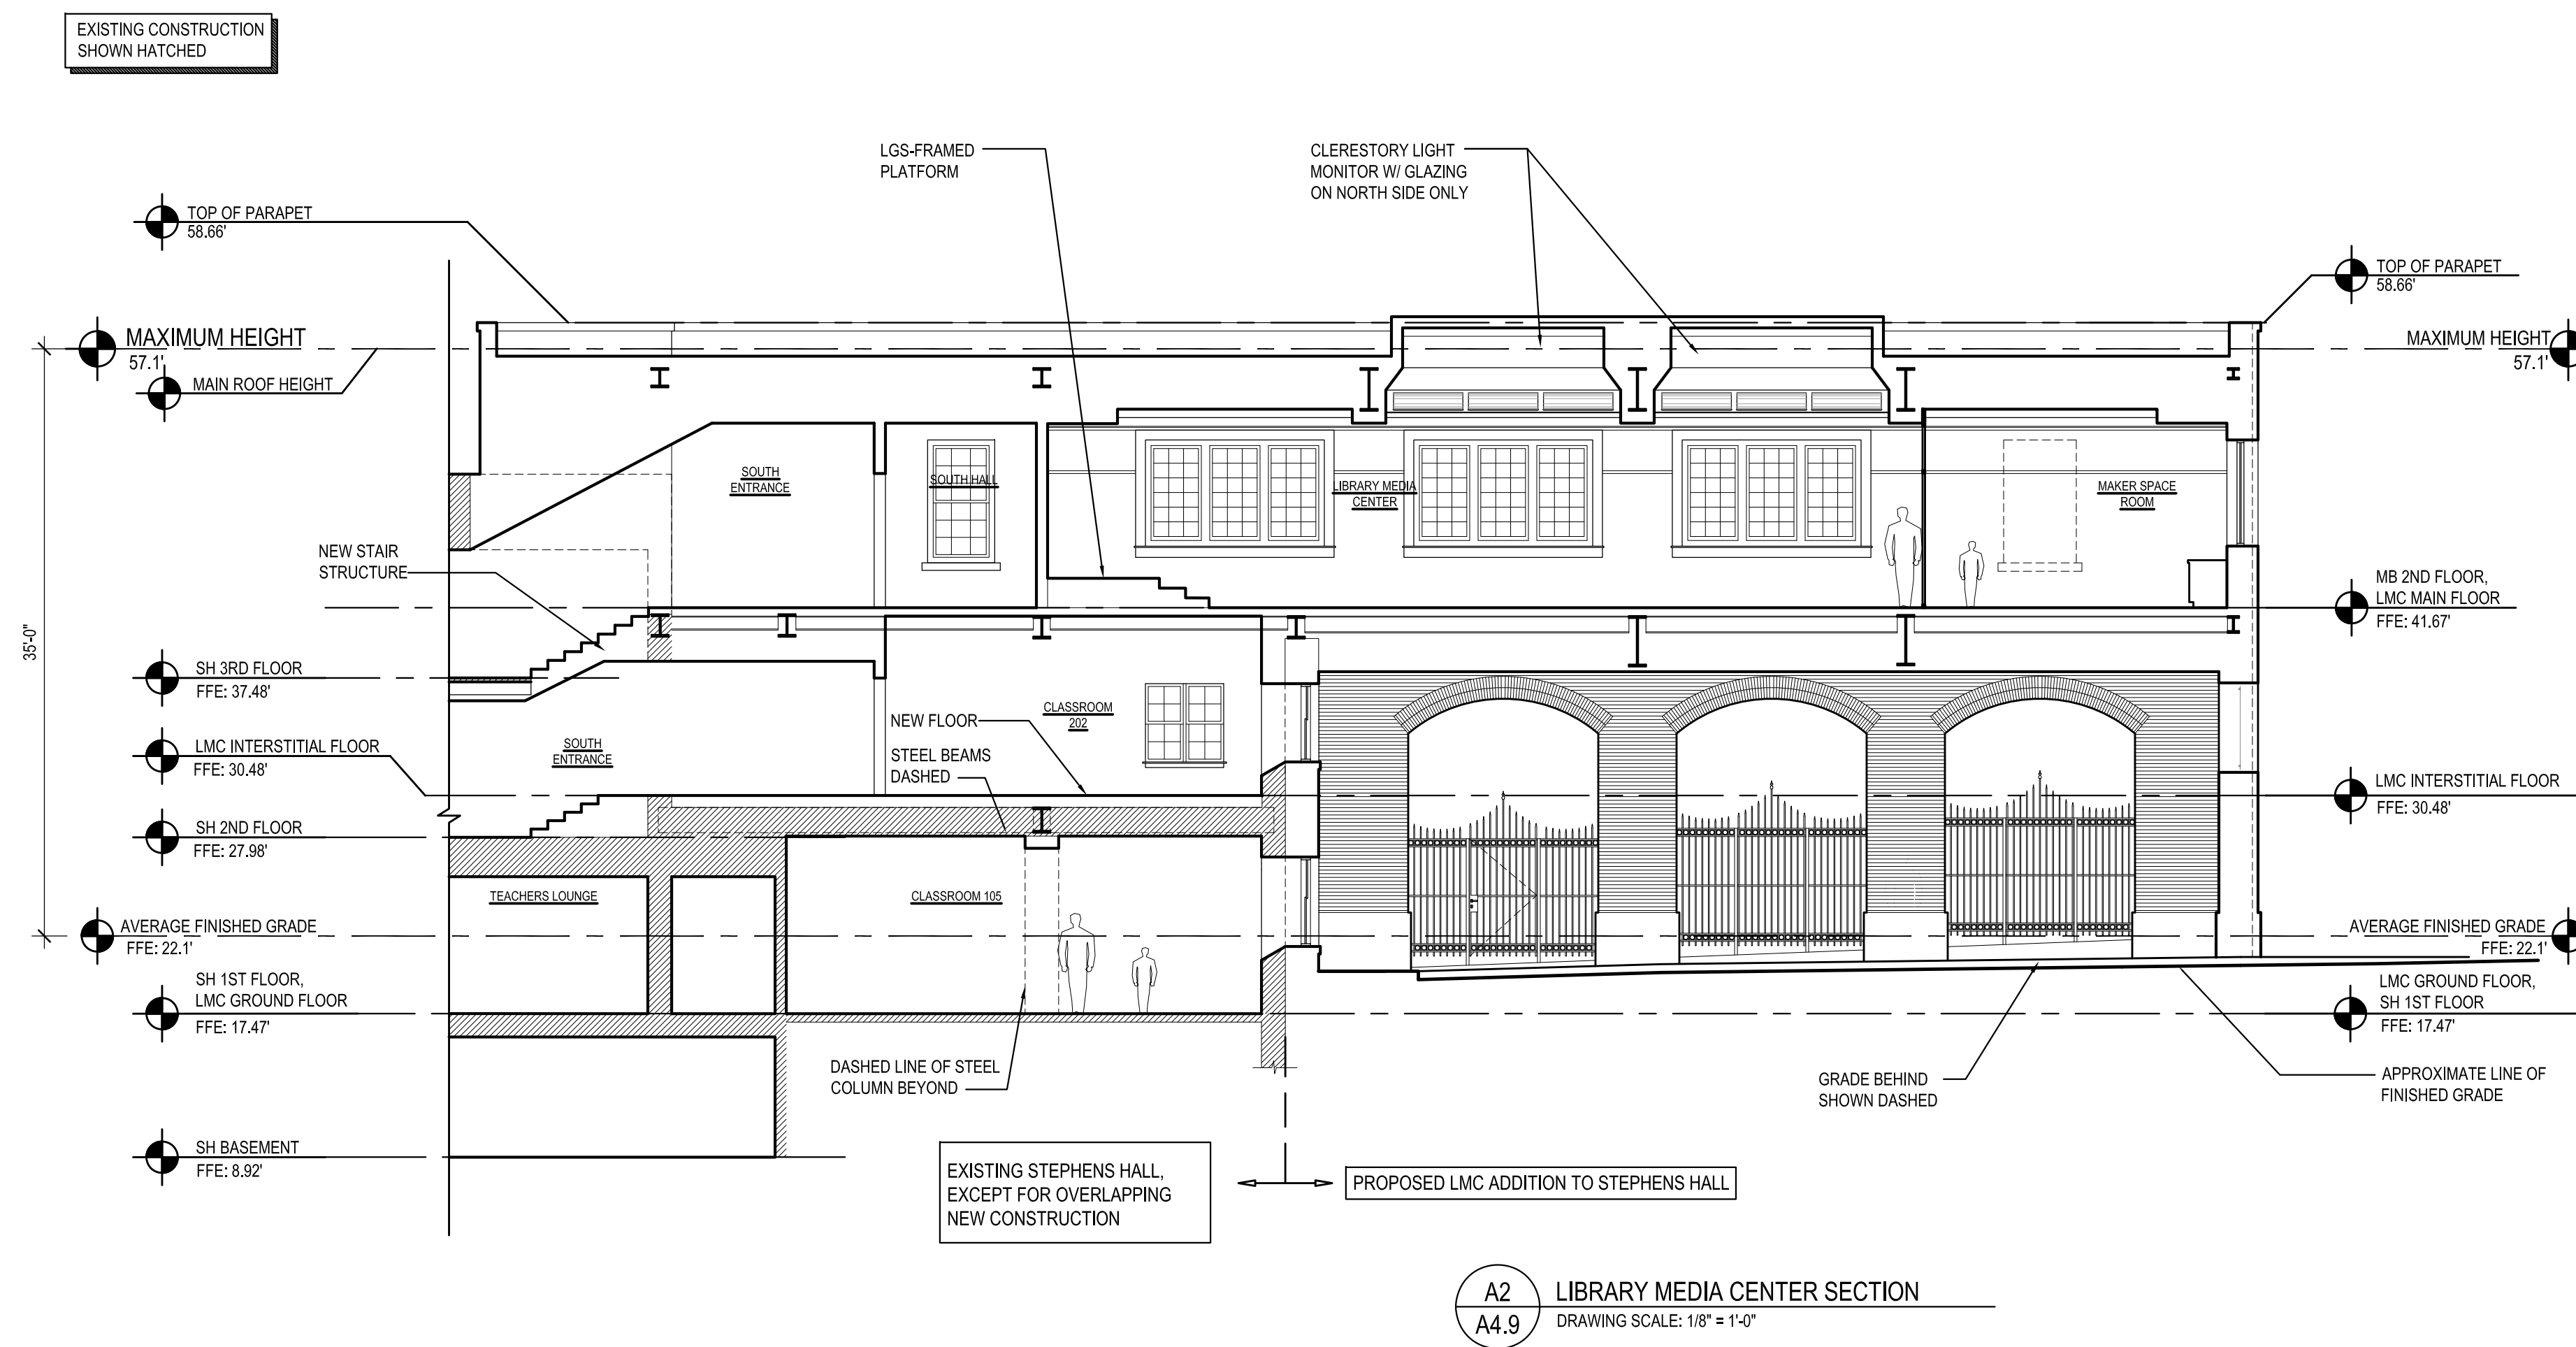 EXISTING CONSTRUCTION
SHOWN HATCHED
LGS-FRAMED
PLATFORM
CLERESTORY LIGHT
MONITOR W/ GLAZING
ON NORTH SIDE ONLY
TOP OF PARAPET
58.66'
TOP OF PARAPET
58.66'
MAXIMUM HEIGHT
57.1'
MAXIMUM HEIGHT
57.1'
MAIN ROOF HEIGHT
SOUTH
ENTRANCE
SOUTH HALL
LIBRARY MEDIA
CENTER
MAKER SPACE
ROOM
NEW STAIR
STRUCTURE
MB 2ND FLOOR,
LMC MAIN FLOOR
FFE: 41.67'
35'-0"
SH 3RD FLOOR
FFE: 37.48'
LMC INTERSTITIAL FLOOR
FFE: 30.48'
SOUTH
ENTRANCE
NEW FLOOR
STEEL BEAMS
DASHED
CLASSROOM
202
LMC INTERSTITIAL FLOOR
FFE: 30.48'
SH 2ND FLOOR
FFE: 27.98'
TEACHERS LOUNGE
CLASSROOM 105
AVERAGE FINISHED GRADE
FFE: 22.1'
AVERAGE FINISHED GRADE
FFE: 22.1'
SH 1ST FLOOR,
LMC GROUND FLOOR
FFE: 17.47'
LMC GROUND FLOOR,
SH 1ST FLOOR
FFE: 17.47'
DASHED LINE OF STEEL
COLUMN BEYOND
GRADE BEHIND
SHOWN DASHED
APPROXIMATE LINE OF
FINISHED GRADE
SH BASEMENT
FFE: 8.92'
EXISTING STEPHENS HALL,
EXCEPT FOR OVERLAPPING
NEW CONSTRUCTION
PROPOSED LMC ADDITION TO STEPHENS HALL
A2
A4.9
LIBRARY MEDIA CENTER SECTION
DRAWING SCALE: 1/8" = 1'-0"